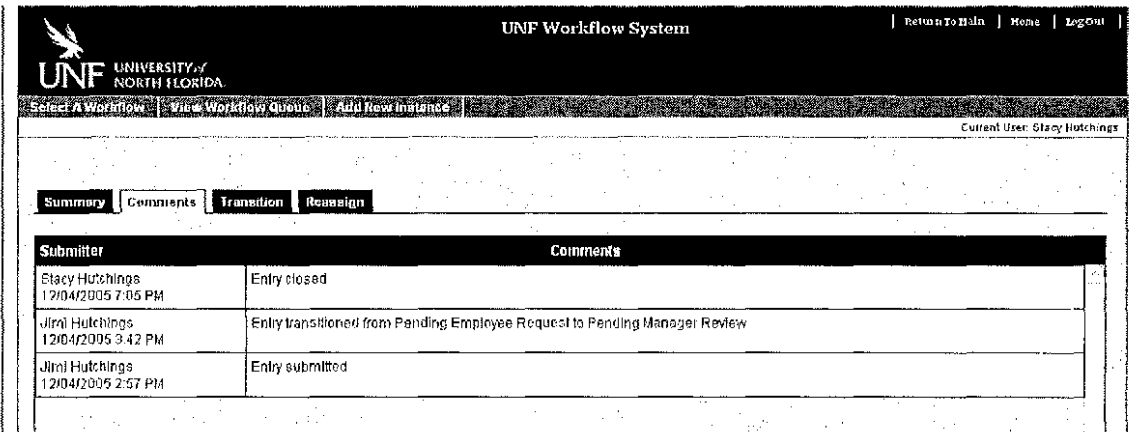 UNF Workflow System
| Return To Main | Home | LogOut |
UNF UNIVERSITY of
NORTH FLORIDA.
Select A Workflow | View Workflow Queue | Add New Instance
Current User: Stacy Hutchings
Summary Comments Transition Reassign
Submitter Comments
Stacy Hutchings Entry closed
12/04/2005 7:05 PM
Jimi Hutchings Entry transitioned from Pending Employee Request to Pending Manager Review
12/04/2005 3:42 PM
Jimi Hutchings Entry submitted
12/04/2005 2:57 PM